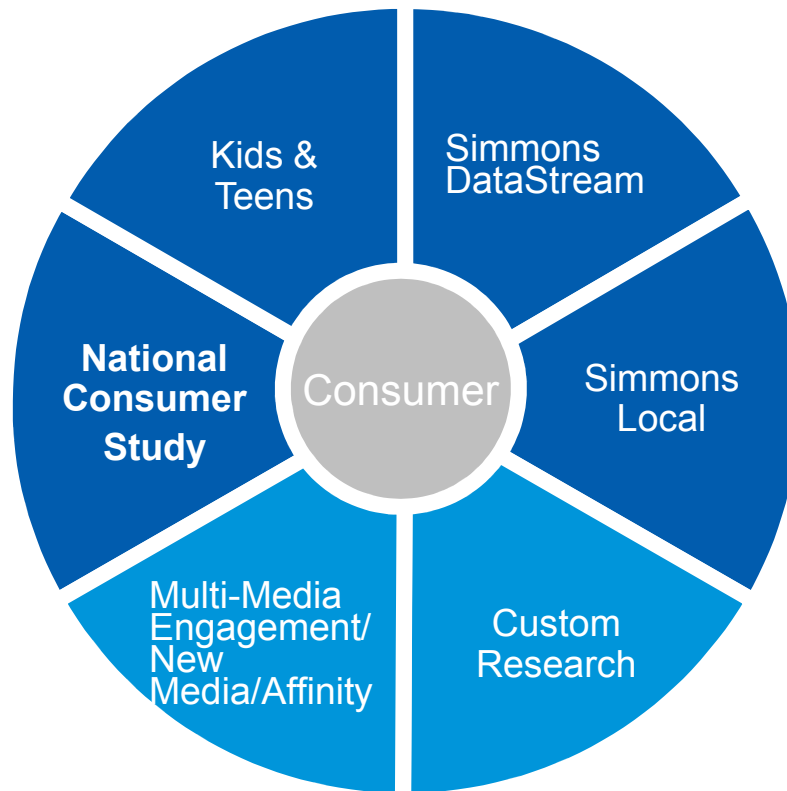 Kids &
Teens
Simmons
DataStream
National
Consumer
Study
Consumer
Simmons
Local
Multi-Media
Engagement/
New
Media/Affinity
Custom
Research